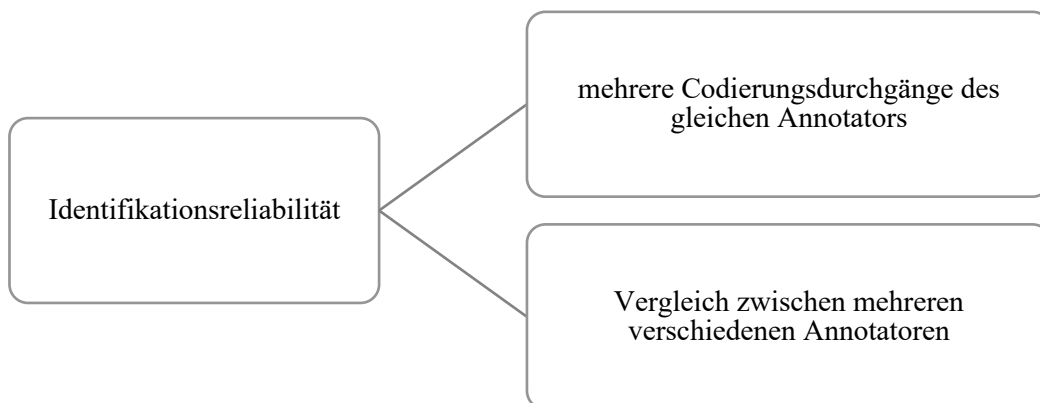 Identifikationsreliabilität
mehrere Codierungsdurchgänge des
gleichen Annotators
Vergleich zwischen mehreren
verschiedenen Annotatoren